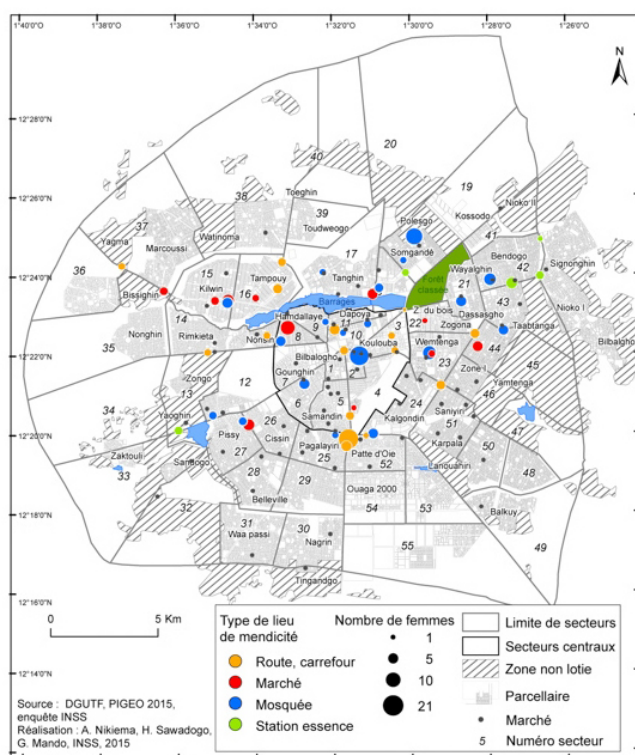 1°40'0"O 1°38'0"O 1°36'0"O 1°34'0"O 1°32'0"O 1°30'0"O 1°28'0"O 1°26'0"O
N
12°28'0"N
20
40
19
12°26'0"N
38
Toeghin
Nioko II
37
39
Kossodo
Yagma
Watinoma
Toudweogo
Polesgo
41
Marcoussi
17
Somgandé
Bendogo
36
Wayalghin
42
Signonghin
12°24'0"N
15
Tampouy
Tanghin
Forêt
classée
Kilwin
16
21
43
Bissighin
Barrages
Dassasgho
Nioko I
14
Hamdallaye
Dapoya
Z. du bois
35
11
3
22
Zogona
Taabtanga
Nonghin
Rimkieta
Nonsin
8
9
10
Koulouba
Wemtenga
44
Bilbalogho
12°22'0"N
Bilbalogho
23
45
Zongo
Gounghin
1
2
Zone I
12
7
4
Yamtenga
13
6
5
24
46
34
Samandin
Kalgondin
Saniyiri
Yaoghin
26
Karpala
51
47
12°20'0"N
Pissy
Cissin
Pagalayiri
Patte d'Oie
50
Zaktouli
Sandogo
27
25
52
Lanouahin
48
33
28
29
Ouaga 2000
32
Belleville
54
53
Balkuy
12°18'0"N
31
30
49
Waa passi
Nagrin
55
Tingandgo
12°16'0"N
0 5 Km
12°14'0"N
Type de lieu
de mendicité
Route, carrefour
Marché
Mosquée
Station essence
Nombre de femmes
1
5
10
21
Limite de secteurs
Secteurs centraux
Zone non lotie
Parcellaire
Marché
5 Numéro secteur
Source : DGUTF, PIGEO 2015,
enquête INSS
Réalisation : A. Nikiema, H. Sawadogo,
G. Mando, INSS, 2015